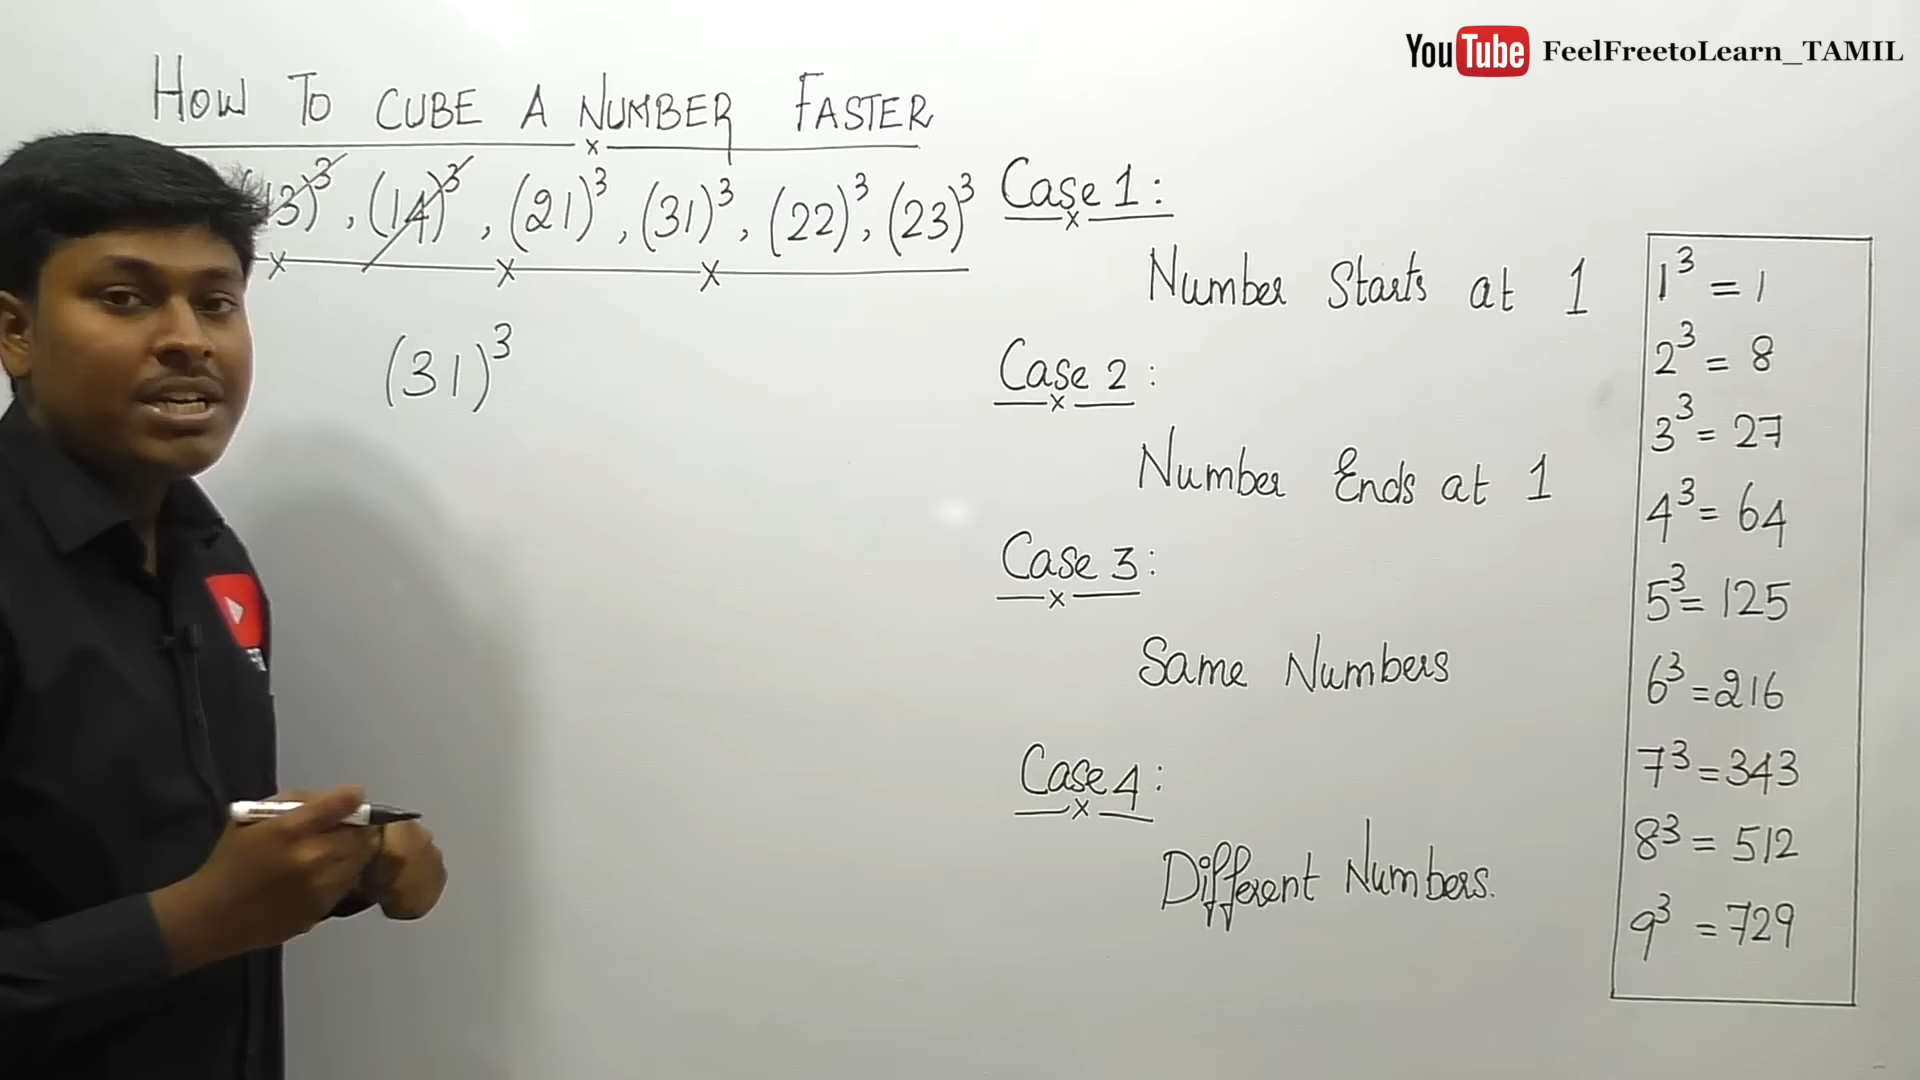 YouTube FeelFreetoLearn_TAMIL
HOW TO CUBE A NUMBER FASTER
13)³, (14)³, (21)³, (31)³, (22)³, (23)³
(31)³
Case 1:
Number Starts at 1
Case 2:
Number Ends at 1
Case 3:
Same Numbers
Case 4:
Different Numbers.
1³ = 1
2³ = 8
3³ = 27
4³ = 64
5³ = 125
6³ = 216
7³ = 343
8³ = 512
9³ = 729